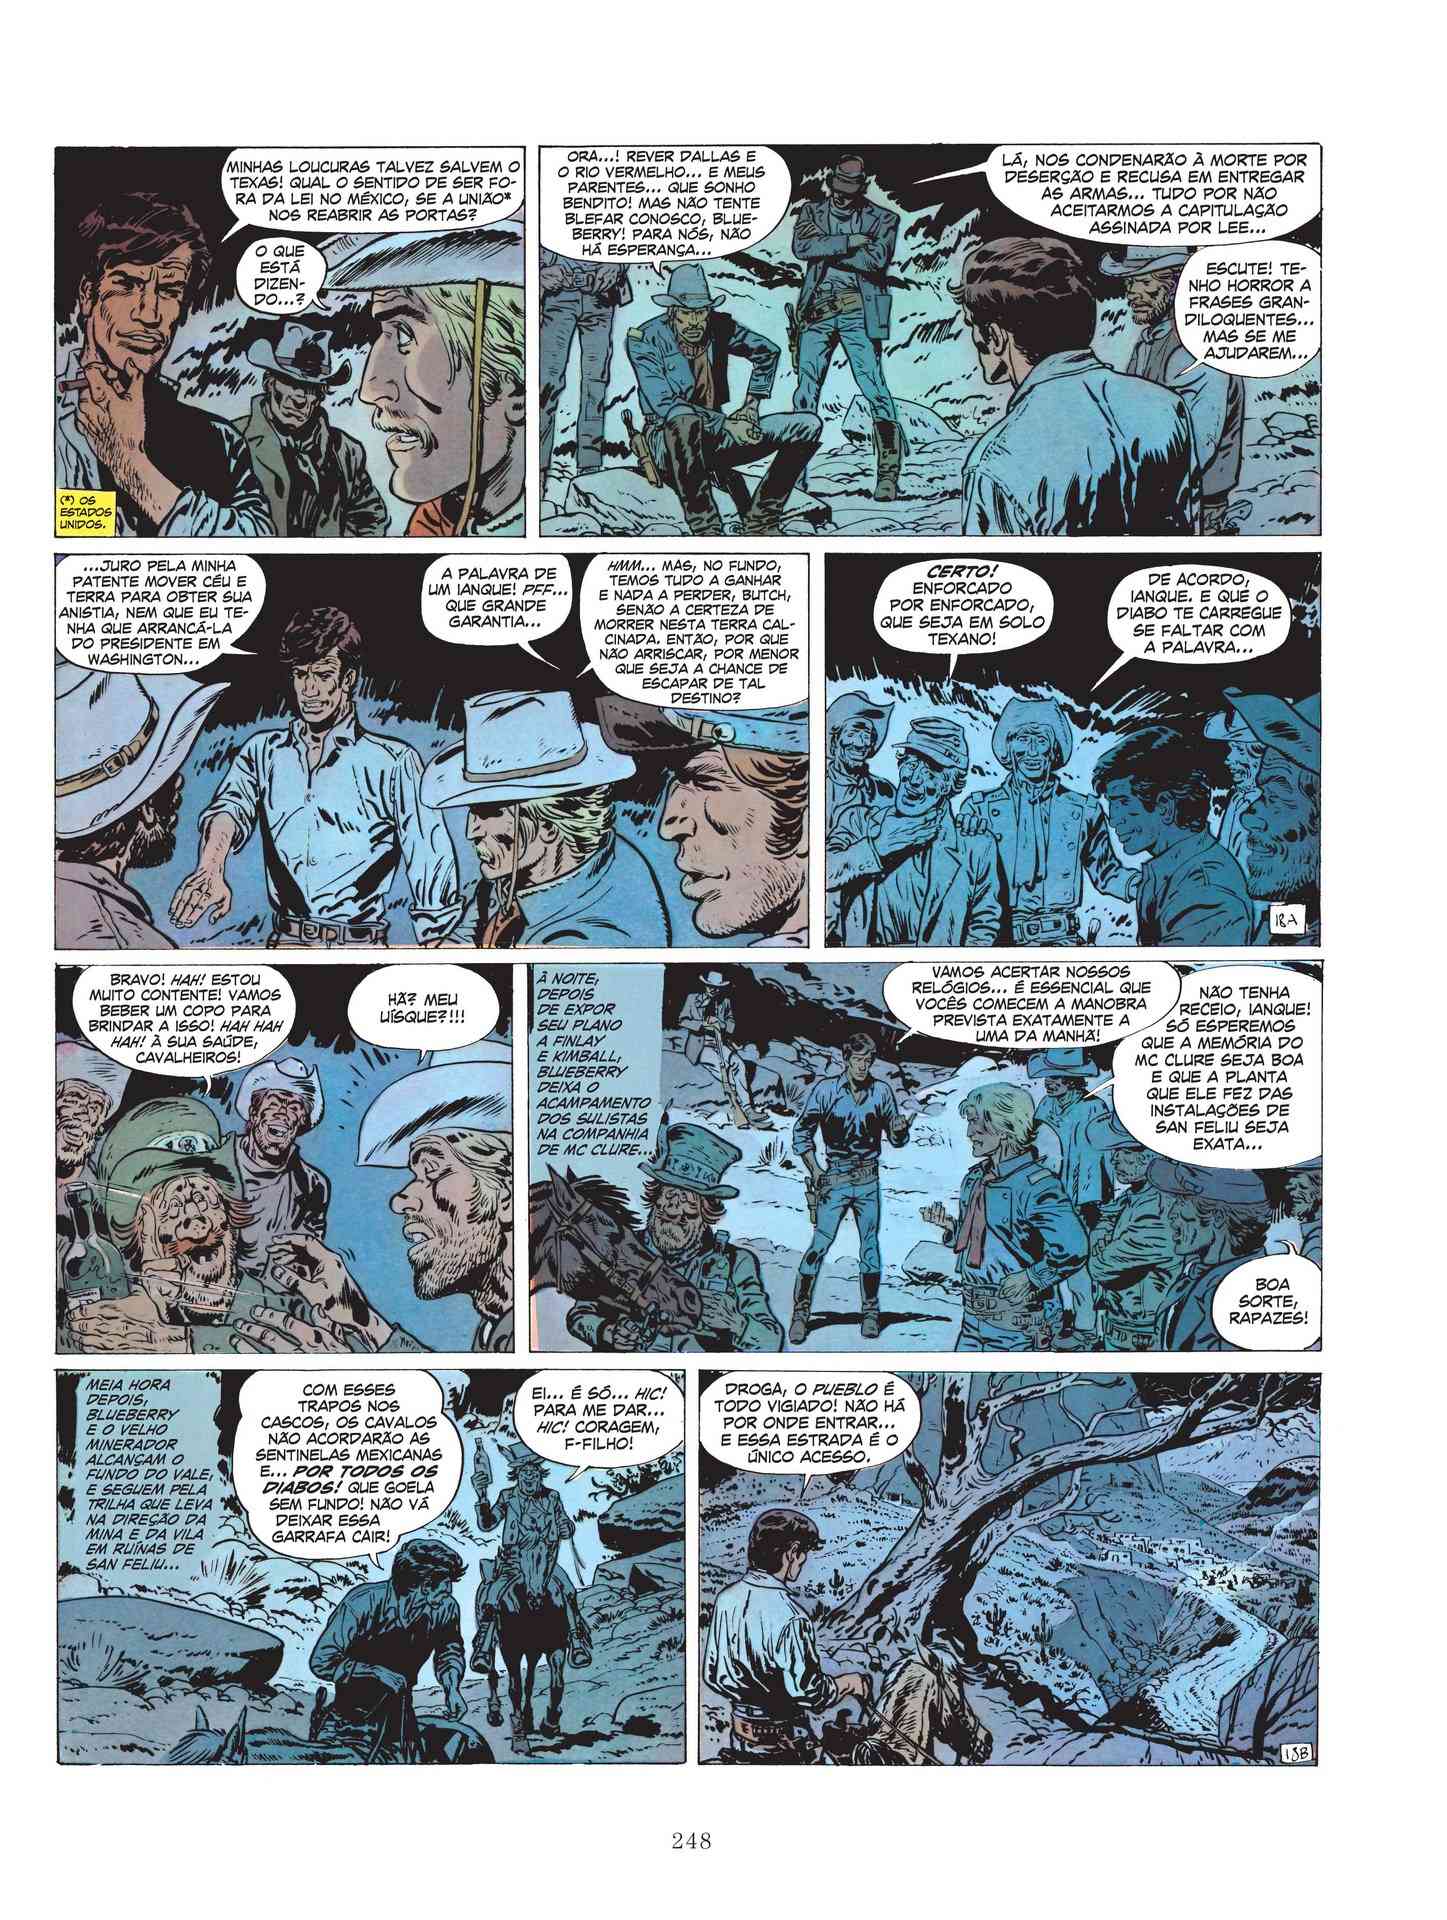 MINHAS LOUCURAS TALVEZ SALVEM O
TEXAS! QUAL O SENTIDO DE SER FO-
RA DA LEI NO MÉXICO, SE A UNIÃO*
NOS REABRIR AS PORTAS?
O QUE
ESTÁ
DIZEN-
DO...?
(*) OS
ESTADOS
UNIDOS.
ORA...! REVER DALLAS E
O RIO VERMELHO... E MEUS
PARENTES... QUE SONHO
BENDITO! MAS NÃO TENTE
BLEFAR CONOSCO, BLUE-
BERRY! PARA NÓS, NÃO
HÁ ESPERANÇA...
LÁ, NOS CONDENARÃO À MORTE POR
DESERÇÃO E RECUSA EM ENTREGAR
AS ARMAS... TUDO POR NÃO
ACEITARMOS A CAPITULAÇÃO
ASSINADA POR LEE...
ESCUTE! TE-
NHO HORROR A
FRASES GRAN-
DILOQUENTES...
MAS SE ME
AJUDAREM...
...JURO PELA MINHA
PATENTE MOVER CÉU E
TERRA PARA OBTER SUA
ANISTIA, NEM QUE EU TE-
NHA QUE ARRANCÁ-LA
DO PRESIDENTE EM
WASHINGTON...
A PALAVRA DE
UM IANQUE! PFF...
QUE GRANDE
GARANTIA...
HMM... MAS, NO FUNDO,
TEMOS TUDO A GANHAR
E NADA A PERDER, BUTCH,
SENÃO A CERTEZA DE
MORRER NESTA TERRA CAL-
CINADA. ENTÃO, POR QUE
NÃO ARRISCAR, POR MENOR
QUE SEJA A CHANCE DE
ESCAPAR DE TAL
DESTINO?
CERTO!
ENFORCADO
POR ENFORCADO,
QUE SEJA EM SOLO
TEXANO!
DE ACORDO,
IANQUE. E QUE O
DIABO TE CARREGUE
SE FALTAR COM
A PALAVRA...
18A
BRAVO! HAH! ESTOU
MUITO CONTENTE! VAMOS
BEBER UM COPO PARA
BRINDAR A ISSO! HAH HAH
HAH! À SUA SAÚDE,
CAVALHEIROS!
HÃ? MEU
UÍSQUE?!!!
À NOITE,
DEPOIS
DE EXPOR
SEU PLANO
A FINLAY
E KIMBALL,
BLUEBERRY
DEIXA O
ACAMPAMENTO
DOS SULISTAS
NA COMPANHIA
DE MC CLURE...
VAMOS ACERTAR NOSSOS
RELÓGIOS... É ESSENCIAL QUE
VOCÊS COMECEM A MANOBRA
PREVISTA EXATAMENTE A
UMA DA MANHÃ!
NÃO TENHA
RECEIO, IANQUE!
SÓ ESPEREMOS
QUE A MEMÓRIA DO
MC CLURE SEJA BOA
E QUE A PLANTA
QUE ELE FEZ DAS
INSTALAÇÕES DE
SAN FELIU SEJA
EXATA...
BOA
SORTE,
RAPAZES!
MEIA HORA
DEPOIS,
BLUEBERRY
E O VELHO
MINERADOR
ALCANÇAM O
FUNDO DO VALE,
E SEGUEM PELA
TRILHA QUE LEVA
NA DIREÇÃO DA
MINA E DA VILA
EM RUÍNAS DE
SAN FELIU...
COM ESSES
TRAPOS NOS
CASCOS, OS CAVALOS
NÃO ACORDARÃO AS
SENTINELAS MEXICANAS
E... POR TODOS OS
DIABOS! QUE GOELA
SEM FUNDO! NÃO VÁ
DEIXAR ESSA
GARRAFA CAIR!
EI... É SÓ... HIC!
PARA ME DAR...
HIC! CORAGEM,
F-FILHO!
DROGA, O PUEBLO É
TODO VIGIADO! NÃO HÁ
POR ONDE ENTRAR...
E ESSA ESTRADA É O
ÚNICO ACESSO.
18B
248